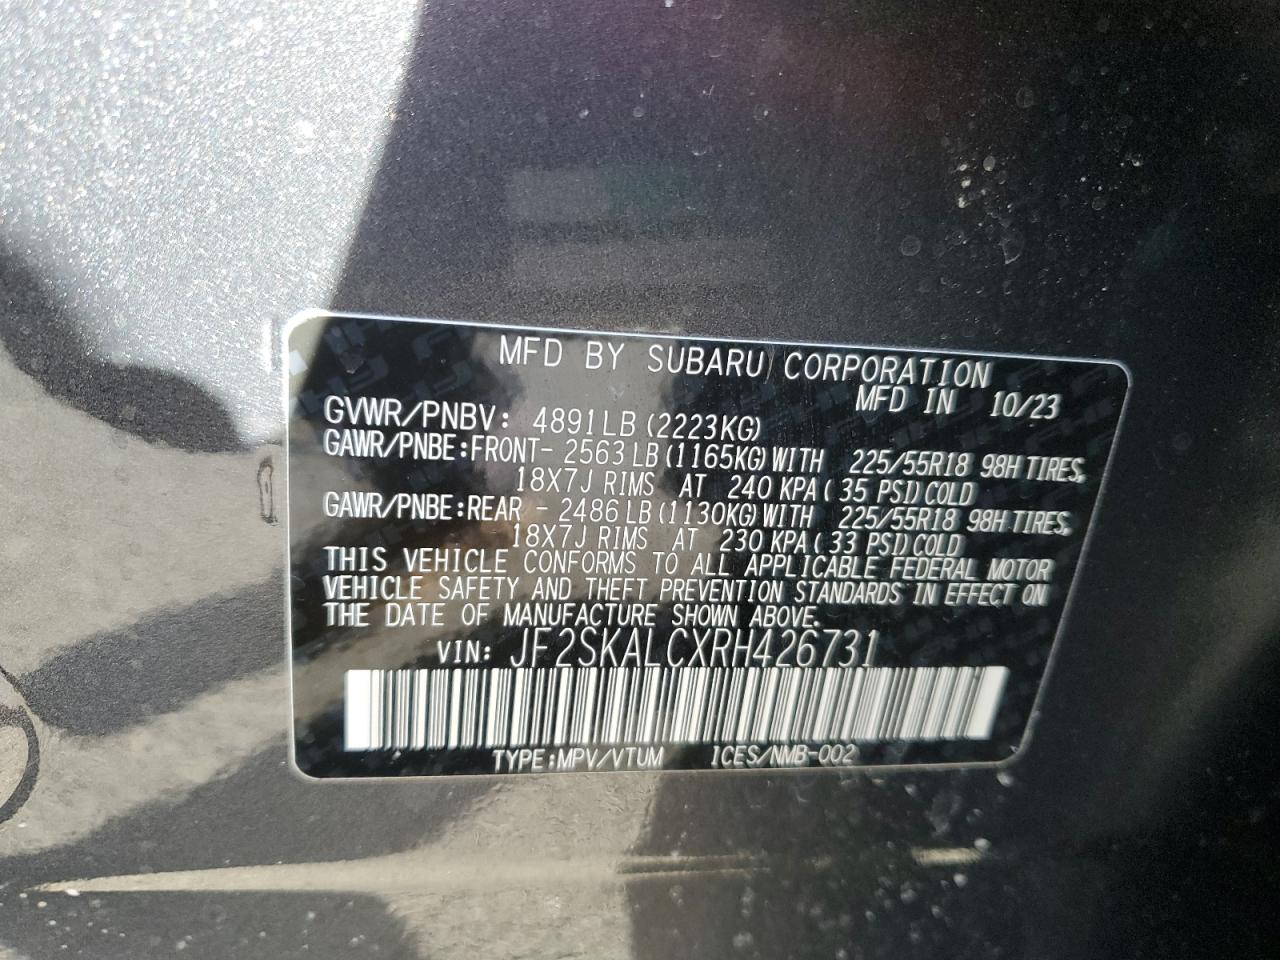 MFD BY SUBARU CORPORATION
MFD IN 10/23
GVWR/PNBV: 4891LB (2223KG)
GAWR/PNBE:FRONT- 2563 LB (1165KG) WITH 225/55R18 98H TIRES,
18X7J RIMS AT 240 KPA ( 35 PSI) COLD
GAWR/PNBE:REAR - 2486 LB (1130KG) WITH 225/55R18 98H TIRES,
18X7J RIMS AT 230 KPA ( 33 PSI) COLD
THIS VEHICLE CONFORMS TO ALL APPLICABLE FEDERAL MOTOR
VEHICLE SAFETY AND THEFT PREVENTION STANDARDS IN EFFECT ON
THE DATE OF MANUFACTURE SHOWN ABOVE.
VIN: JF2SKALCXRH426731
TYPE:MPV/VTUM ICES/NMB-002